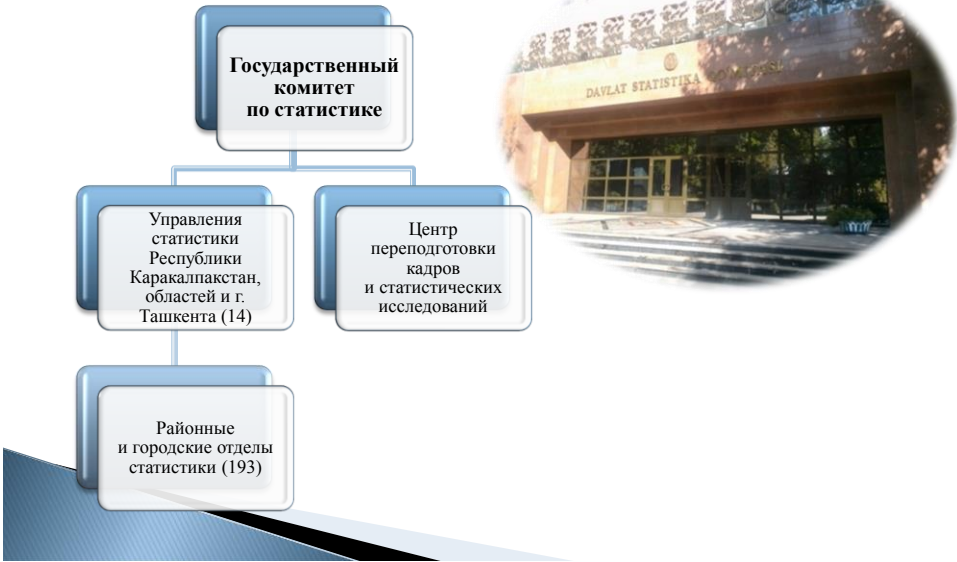 Государственный
комитет
по статистике
DAVLAT STATISTIKA
Управления
статистики
Республики
Каракалпакстан,
областей и г.
Ташкента (14)
Центр
переподготовки
кадров
и статистических
исследований
Районные
и городские отделы
статистики (193)